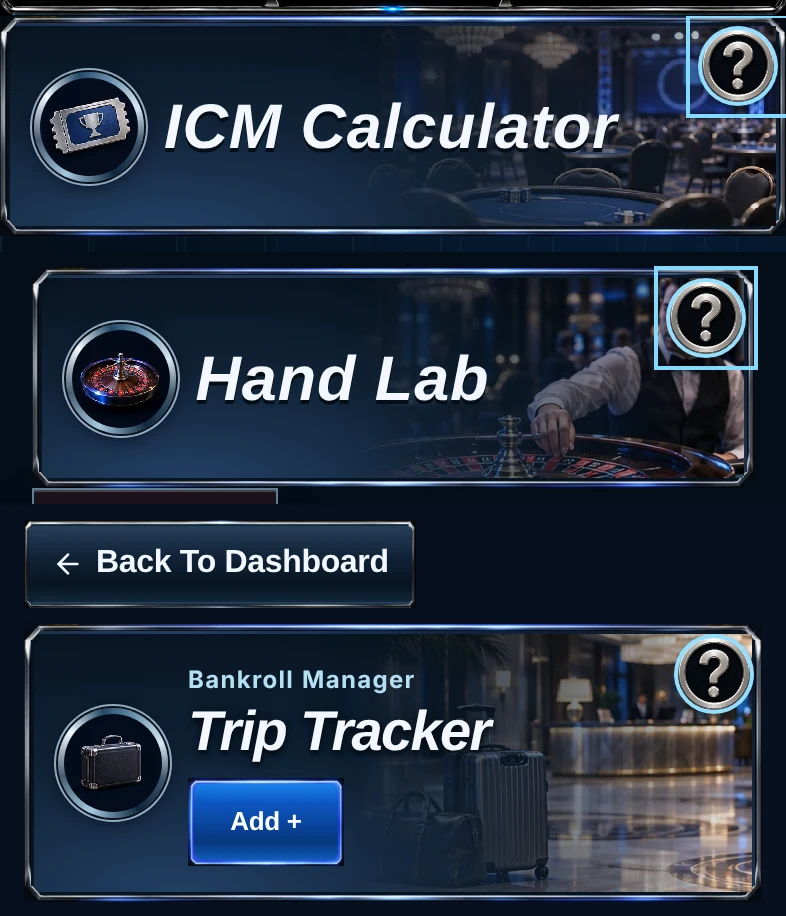 ICM Calculator
?
Hand Lab
?
← Back To Dashboard
Bankroll Manager
?
Trip Tracker
Add +